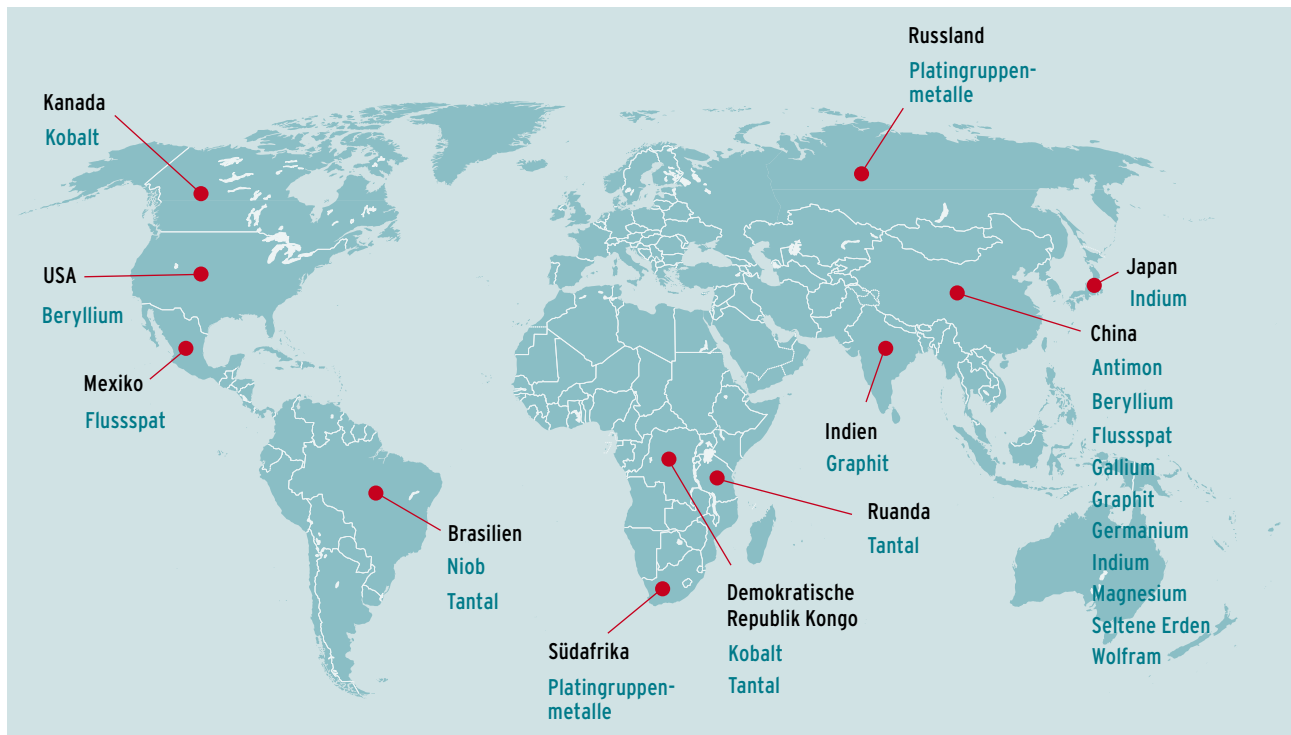 Russland
Platingruppen-
metalle
Kanada
Kobalt
USA
Beryllium
Mexiko
Flussspat
Japan
Indium
China
Antimon
Beryllium
Flussspat
Gallium
Graphit
Germanium
Indium
Magnesium
Seltene Erden
Wolfram
Indien
Graphit
Ruanda
Tantal
Brasilien
Niob
Tantal
Demokratische
Republik Kongo
Kobalt
Tantal
Südafrika
Platingruppen-
metalle